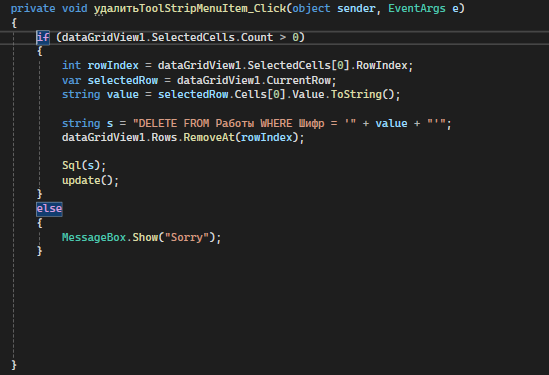 private void удалитьToolStripMenuItem_Click(object sender, EventArgs e)
{
if (dataGridView1.SelectedCells.Count > 0)
{
int rowIndex = dataGridView1.SelectedCells[0].RowIndex;
var selectedRow = dataGridView1.CurrentRow;
string value = selectedRow.Cells[0].Value.ToString();
string s = "DELETE FROM Работы WHERE Шифр = '" + value + "'";
dataGridView1.Rows.RemoveAt(rowIndex);
Sql(s);
update();
}
else
{
MessageBox.Show("Sorry");
}
}